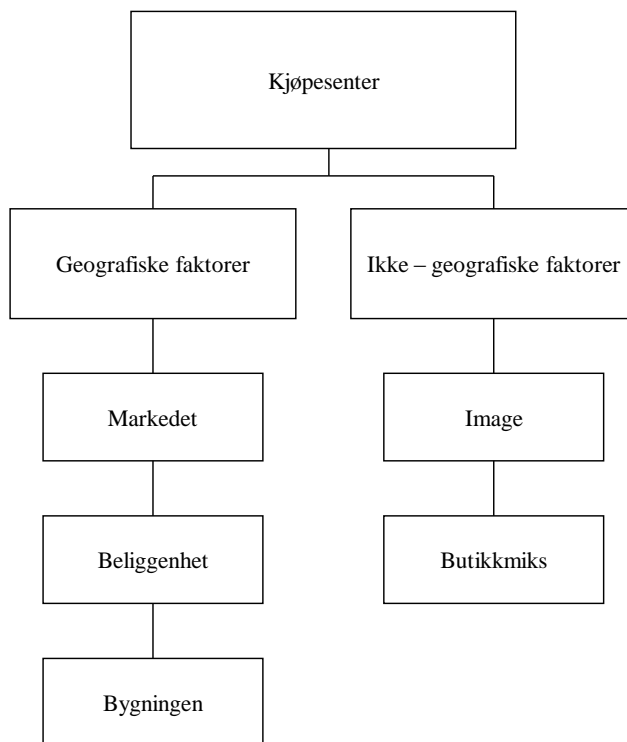 Kjøpesenter
Geografiske faktorer
Ikke – geografiske faktorer
Markedet
Image
Beliggenhet
Butikkmiks
Bygningen